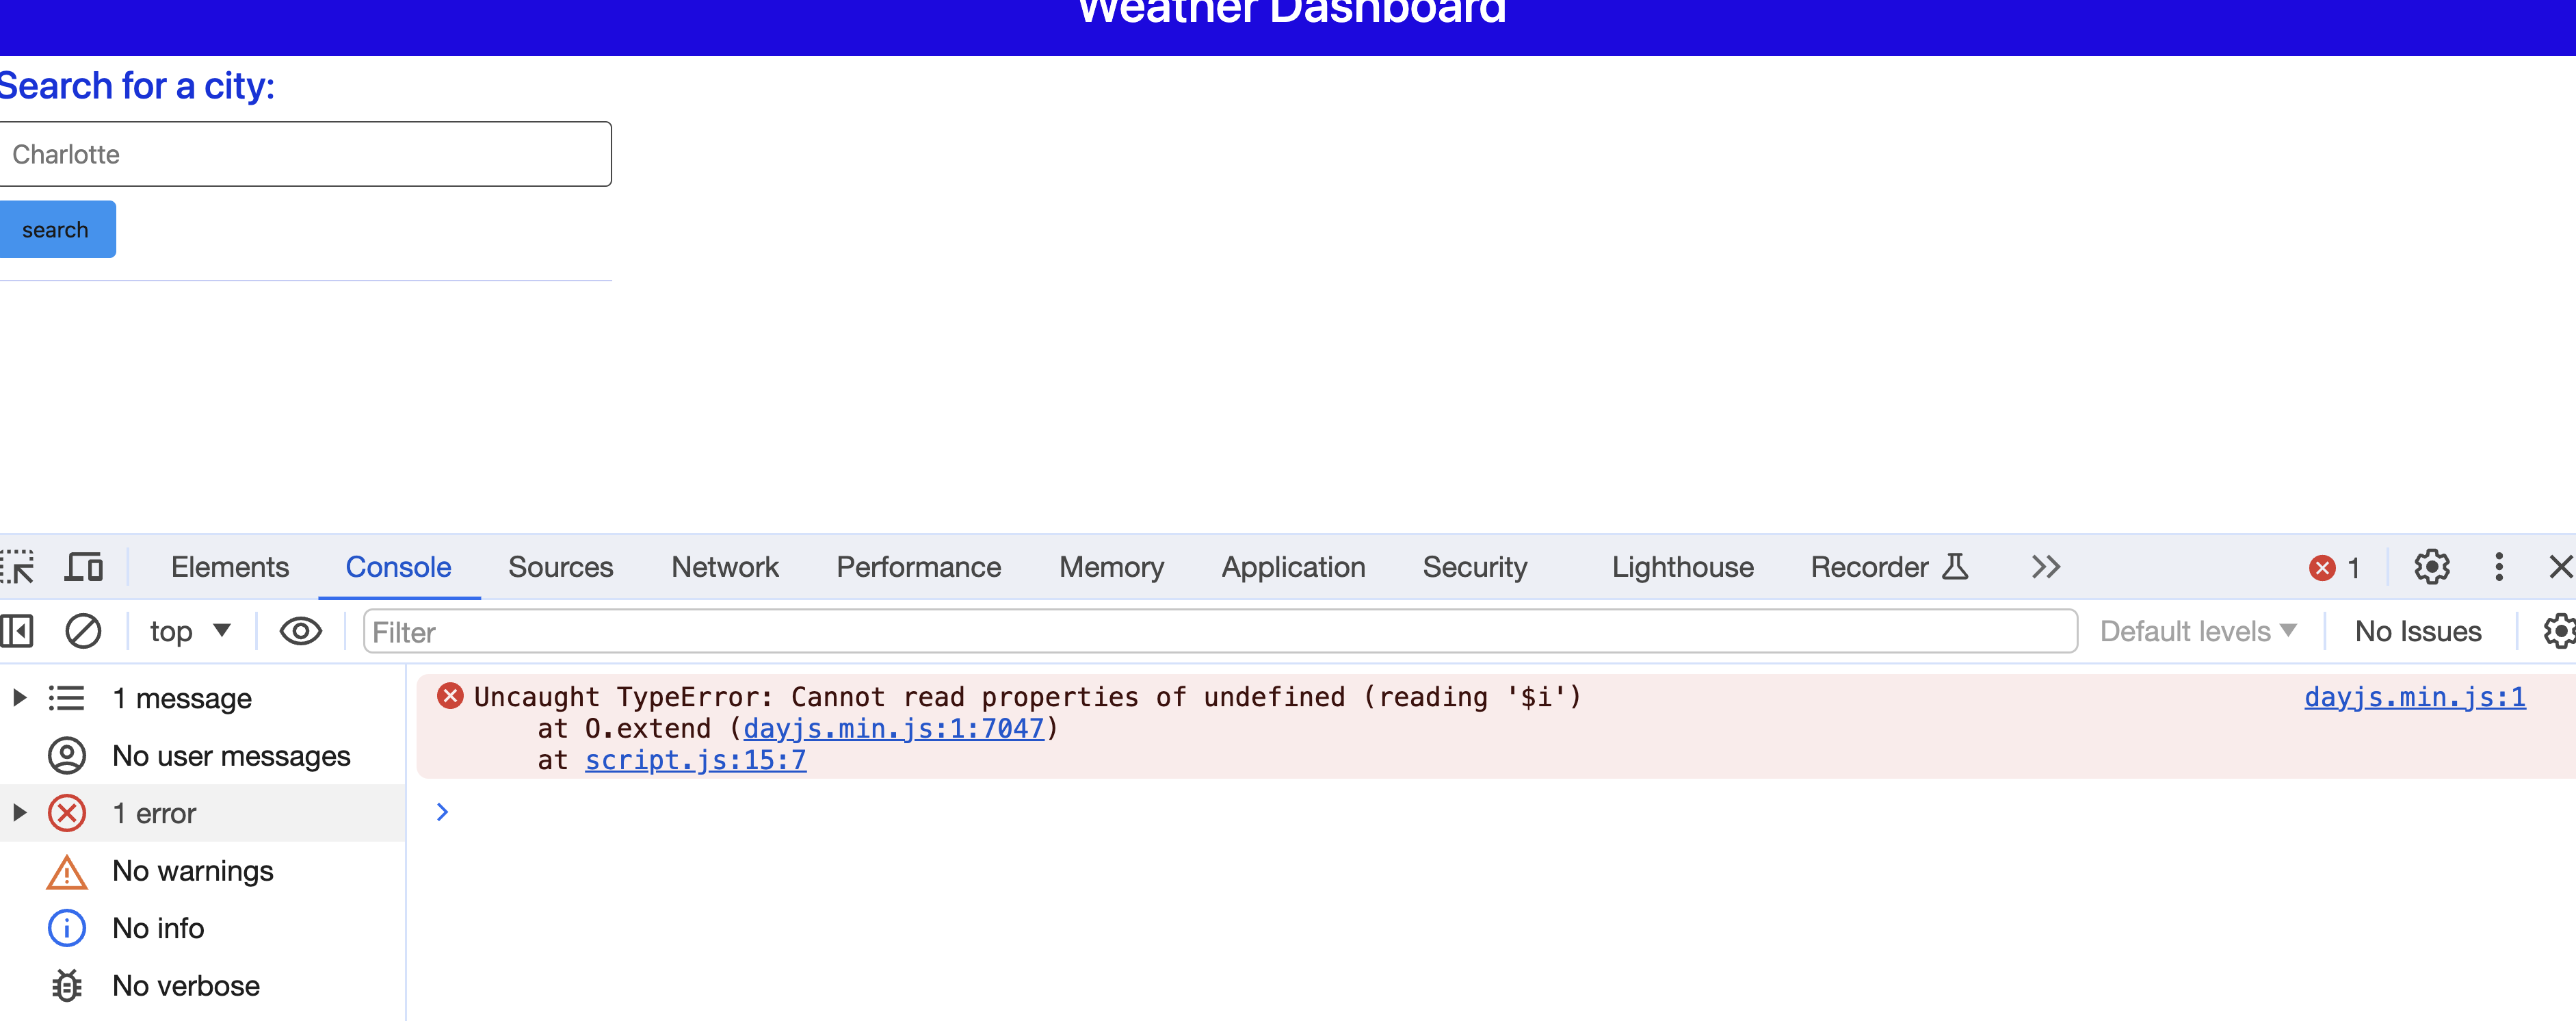 Weather Dashboard
Search for a city:
Charlotte
search
Elements Console Sources Network Performance Memory Application Security Lighthouse Recorder 1
top Filter Default levels No Issues
1 message
No user messages
1 error
No warnings
No info
No verbose
Uncaught TypeError: Cannot read properties of undefined (reading '$i') dayjs.min.js:1
at O.extend (dayjs.min.js:1:7047)
at script.js:15:7